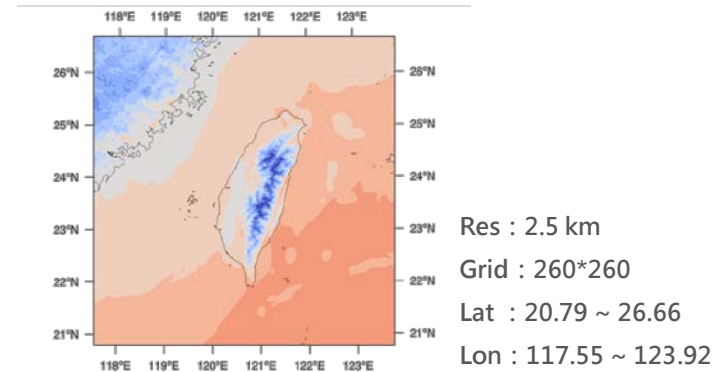 118°E 119°E 120°E 121°E 122°E 123°E
26°N 26°N
25°N 25°N
24°N 24°N
23°N 23°N
22°N 22°N
21°N 21°N
118°E 119°E 120°E 121°E 122°E 123°E
Res : 2.5 km
Grid : 260*260
Lat : 20.79 ~ 26.66
Lon : 117.55 ~ 123.92